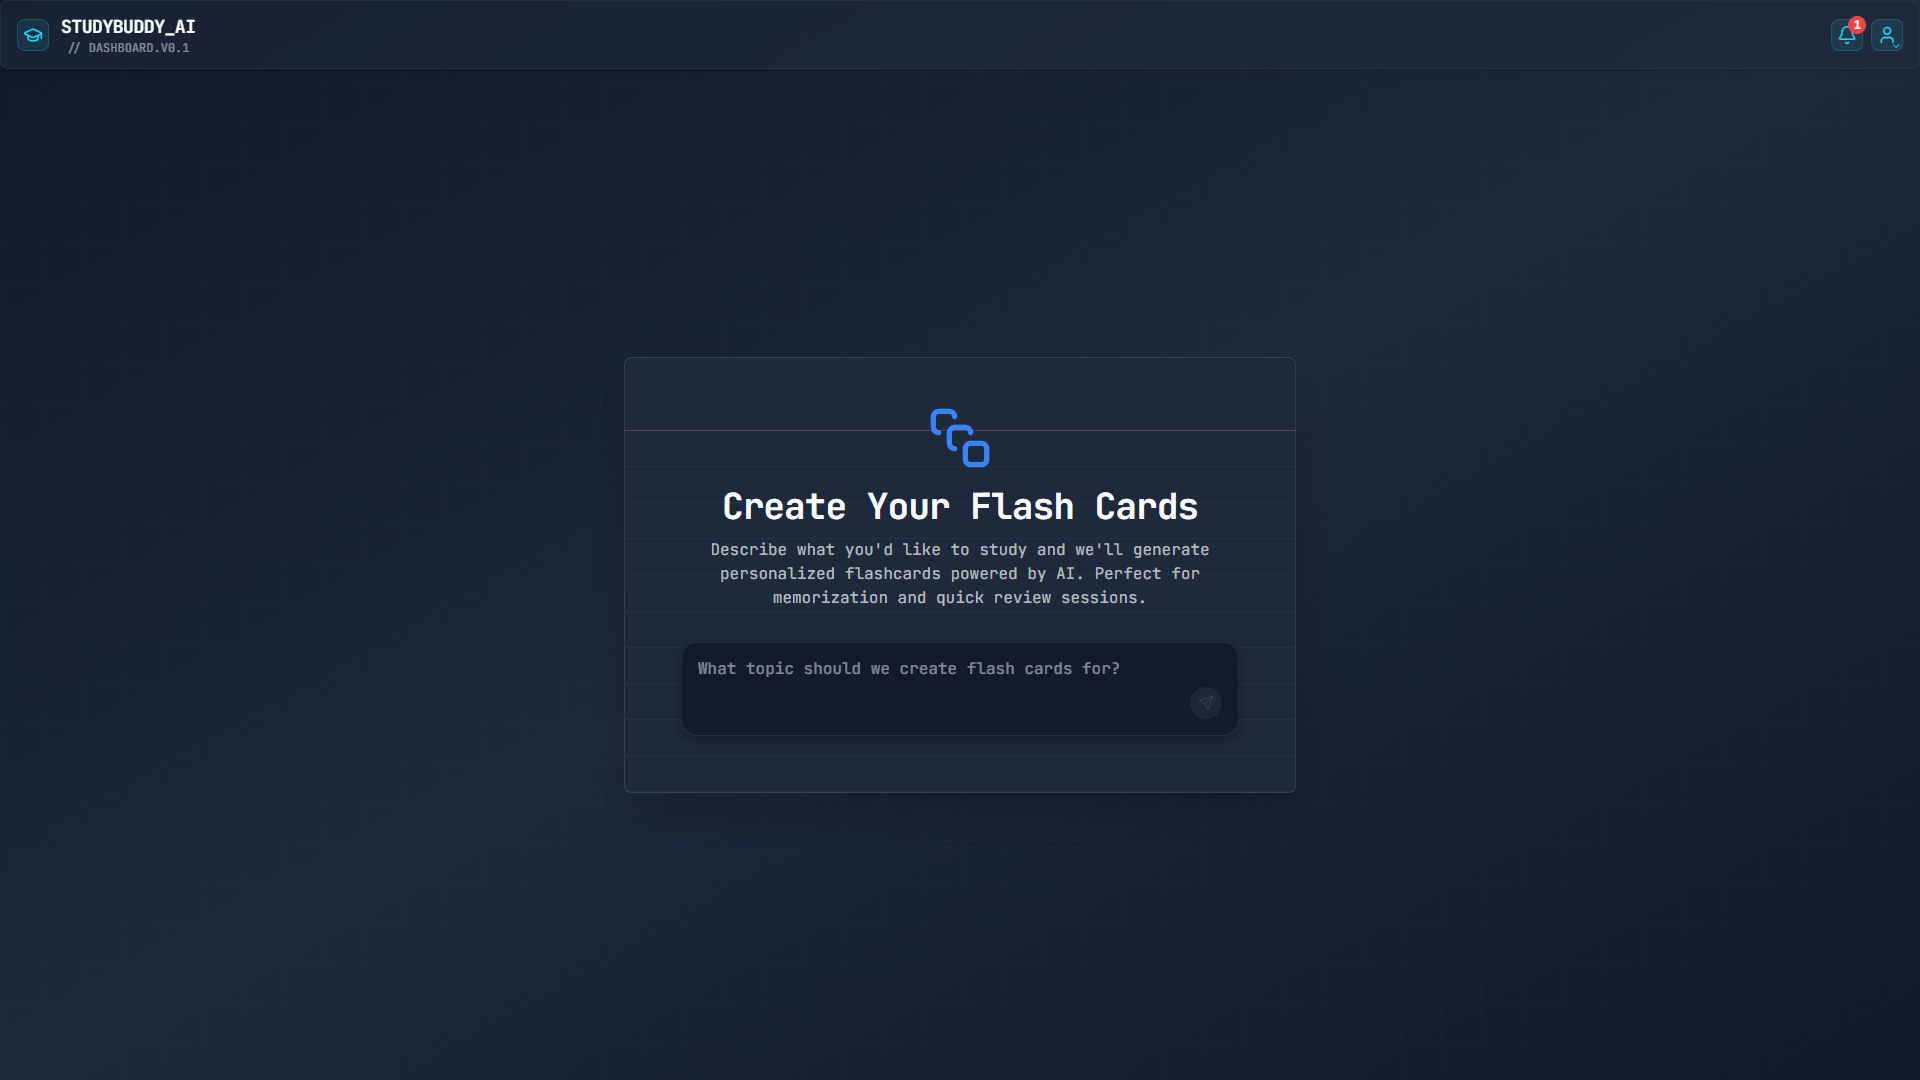 STUDYBUDDY_AI
// DASHBOARD.V0.1
1
Create Your Flash Cards
Describe what you'd like to study and we'll generate
personalized flashcards powered by AI. Perfect for
memorization and quick review sessions.
What topic should we create flash cards for?